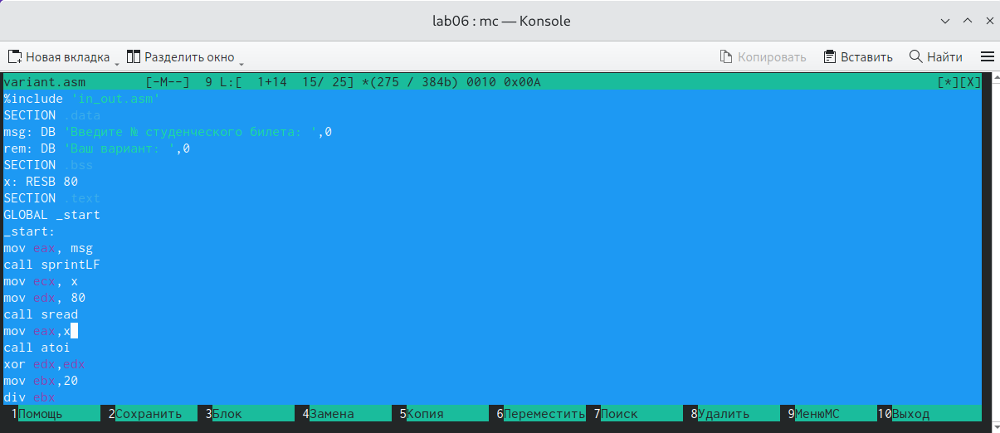 lab06 : mc — Konsole
Новая вкладка Разделить окно Копировать Вставить Найти
variant.asm [-M--] 9 L:[ 1+14 15/ 25] *(275 / 384b) 0010 0x00A [*][X]
%include 'in_out.asm'
SECTION .data
msg: DB 'Введите № студенческого билета: ',0
rem: DB 'Ваш вариант: ',0
SECTION .bss
x: RESB 80
SECTION .text
GLOBAL _start
_start:
mov eax, msg
call sprintLF
mov ecx, x
mov edx, 80
call sread
mov eax,x
call atoi
xor edx,edx
mov ebx,20
div ebx
1Помощь 2Сохранить 3Блок 4Замена 5Копия 6Переместить 7Поиск 8Удалить 9МенюMC 10Выход